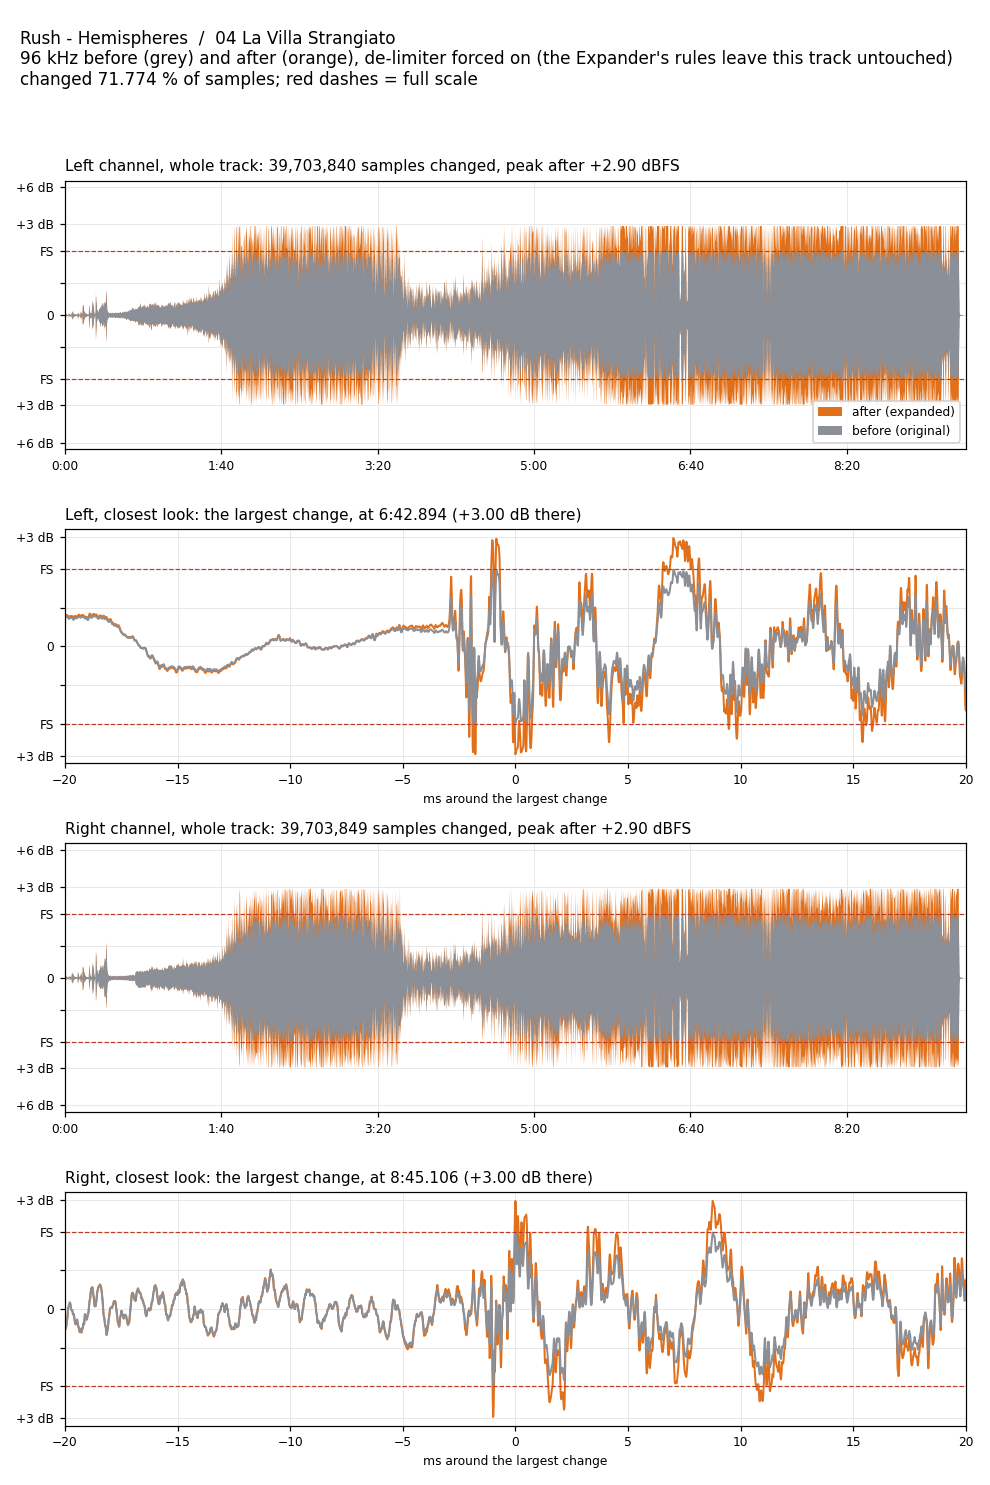 Rush - Hemispheres  /  04 La Villa Strangiato
96 kHz before (grey) and after (orange), de-limiter forced on (the Expander's rules leave this track untouched)
changed 71.774 % of samples; red dashes = full scale
Left channel, whole track: 39,703,840 samples changed, peak after +2.90 dBFS
+6 dB
+3 dB
FS
0
FS
+3 dB
+6 dB
after (expanded)
before (original)
0:00 1:40 3:20 5:00 6:40 8:20
Left, closest look: the largest change, at 6:42.894 (+3.00 dB there)
+3 dB
FS
0
FS
+3 dB
−20 −15 −10 −5 0 5 10 15 20
ms around the largest change
Right channel, whole track: 39,703,849 samples changed, peak after +2.90 dBFS
+6 dB
+3 dB
FS
0
FS
+3 dB
+6 dB
0:00 1:40 3:20 5:00 6:40 8:20
Right, closest look: the largest change, at 8:45.106 (+3.00 dB there)
+3 dB
FS
0
FS
+3 dB
−20 −15 −10 −5 0 5 10 15 20
ms around the largest change